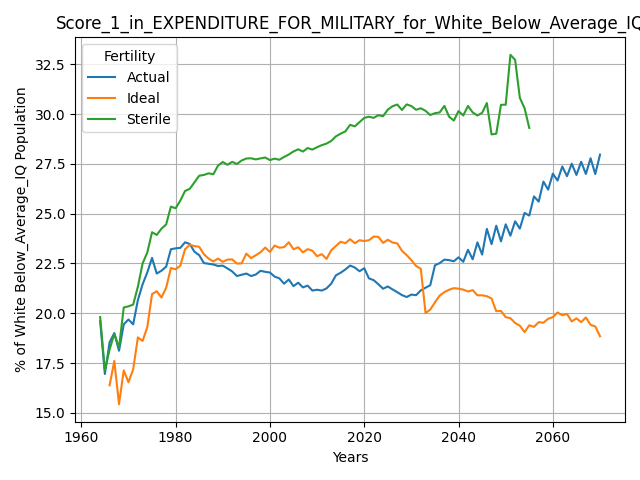 Score_1_in_EXPENDITURE_FOR_MILITARY_for_White_Below_Average_IQ
Fertility
Actual
Ideal
Sterile
% of White Below_Average_IQ Population
32.5
30.0
27.5
25.0
22.5
20.0
17.5
15.0
1960 1980 2000 2020 2040 2060
Years